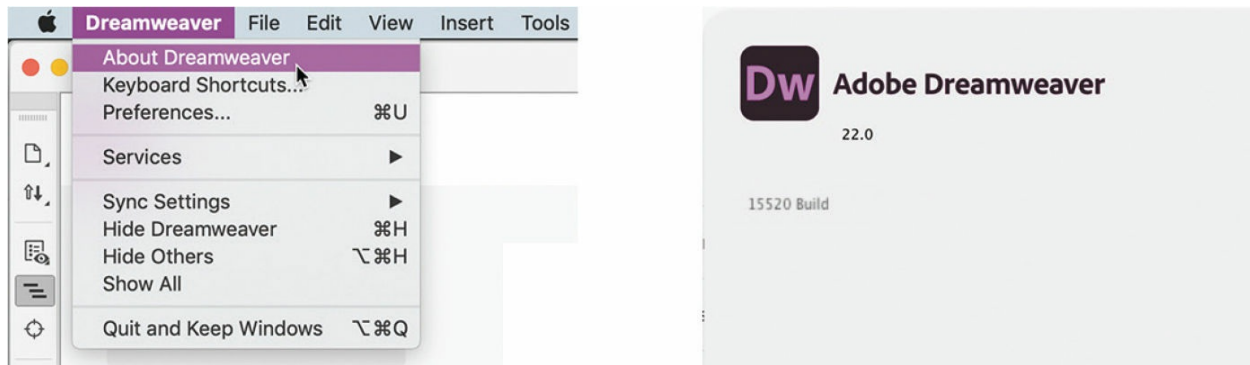 Dreamweaver File Edit View Insert Tools
About Dreamweaver
Keyboard Shortcuts...
Preferences... ⌘U
Services ▶
Sync Settings ▶
Hide Dreamweaver ⌘H
Hide Others ⌥⌘H
Show All
Quit and Keep Windows ⌥⌘Q
Dw Adobe Dreamweaver
22.0
15520 Build